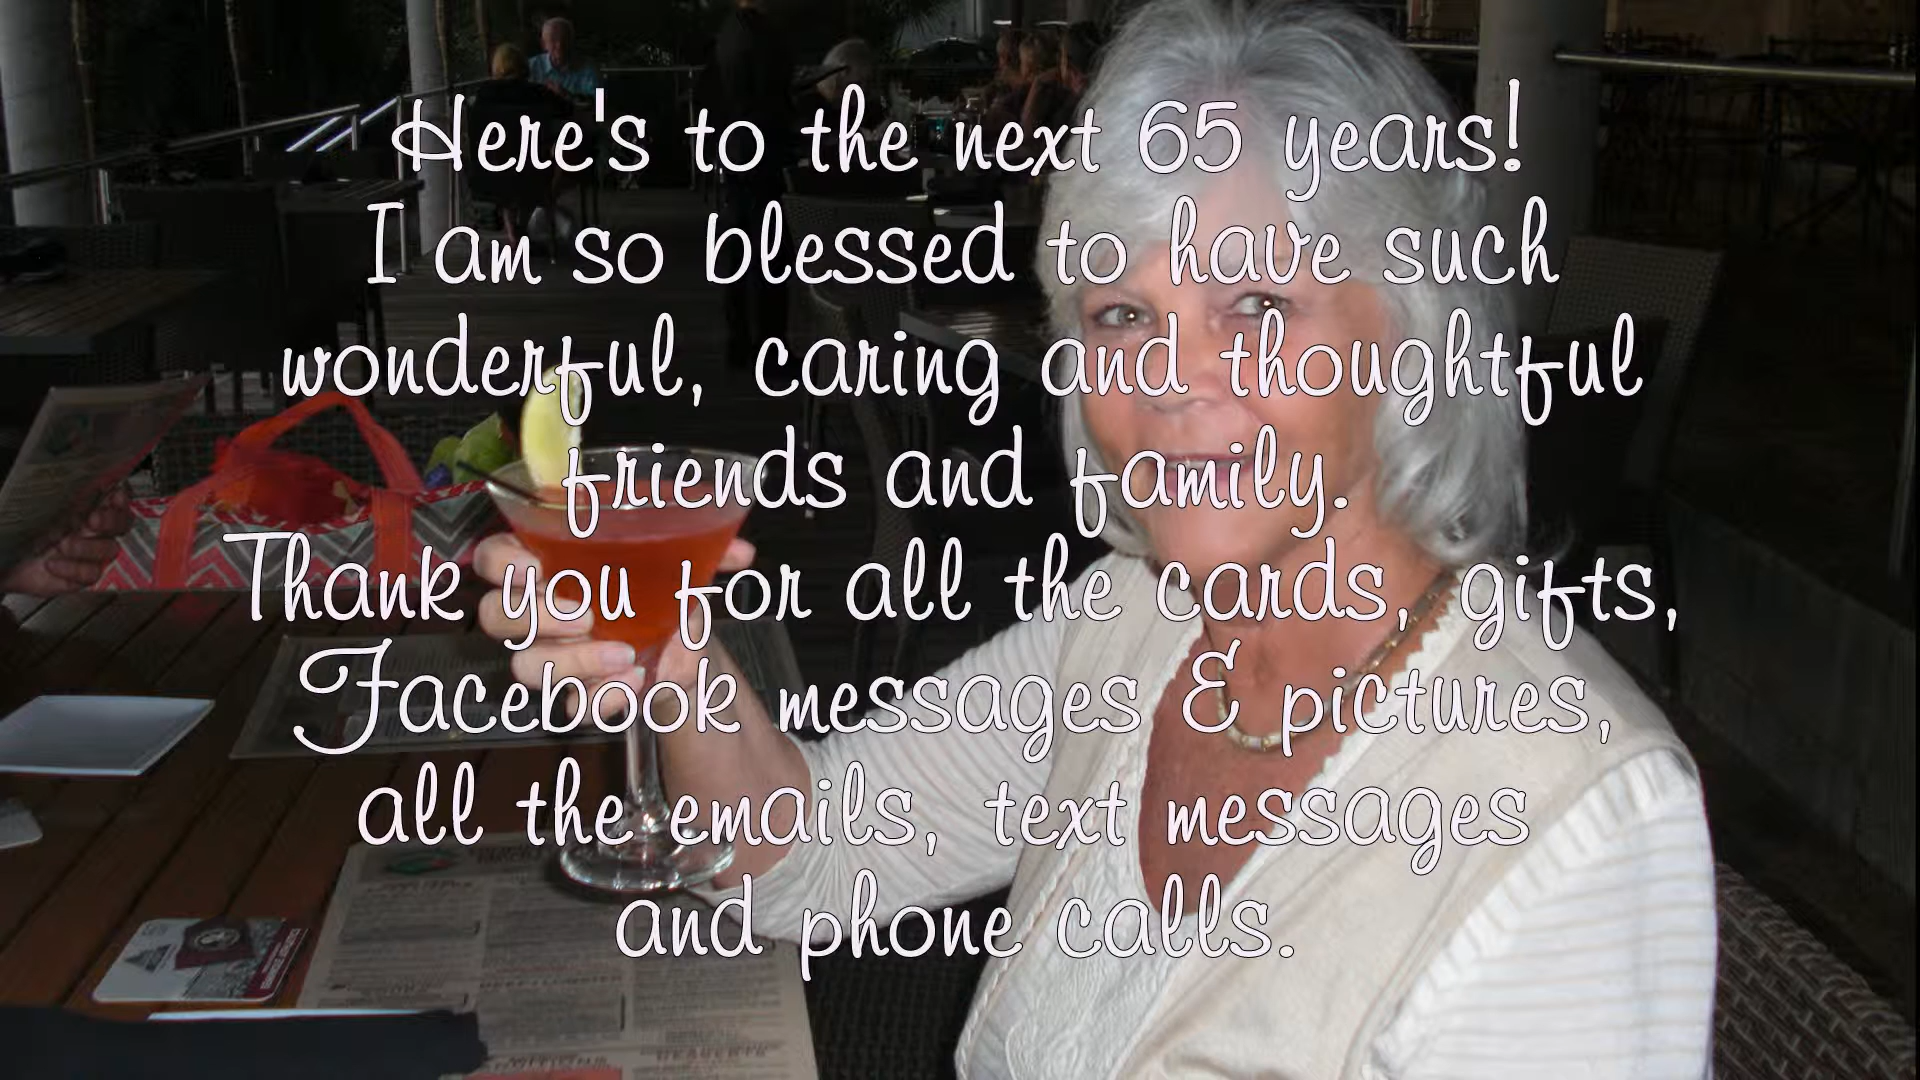 Here's to the next 65 years!
I am so blessed to have such
wonderful, caring and thoughtful
friends and family.
Thank you for all the cards, gifts,
Facebook messages & pictures,
all the emails, text messages
and phone calls.